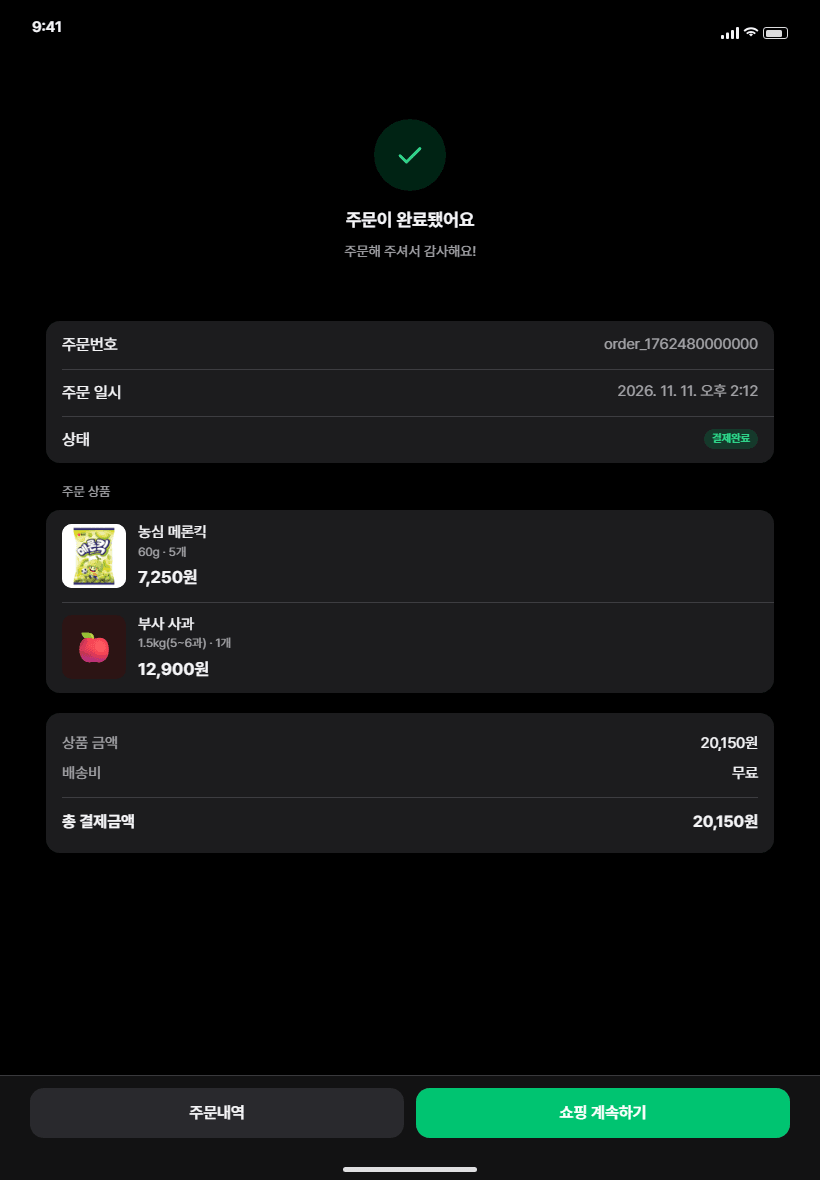 9:41
주문이 완료됐어요
주문해 주셔서 감사해요!
주문번호 order_1762480000000
주문 일시 2026. 11. 11. 오후 2:12
상태 결제완료
주문 상품
메론킥
농심 메론킥
60g · 5개
7,250원
부사 사과
1.5kg(5~6과) · 1개
12,900원
상품 금액 20,150원
배송비 무료
총 결제금액 20,150원
주문내역 쇼핑 계속하기